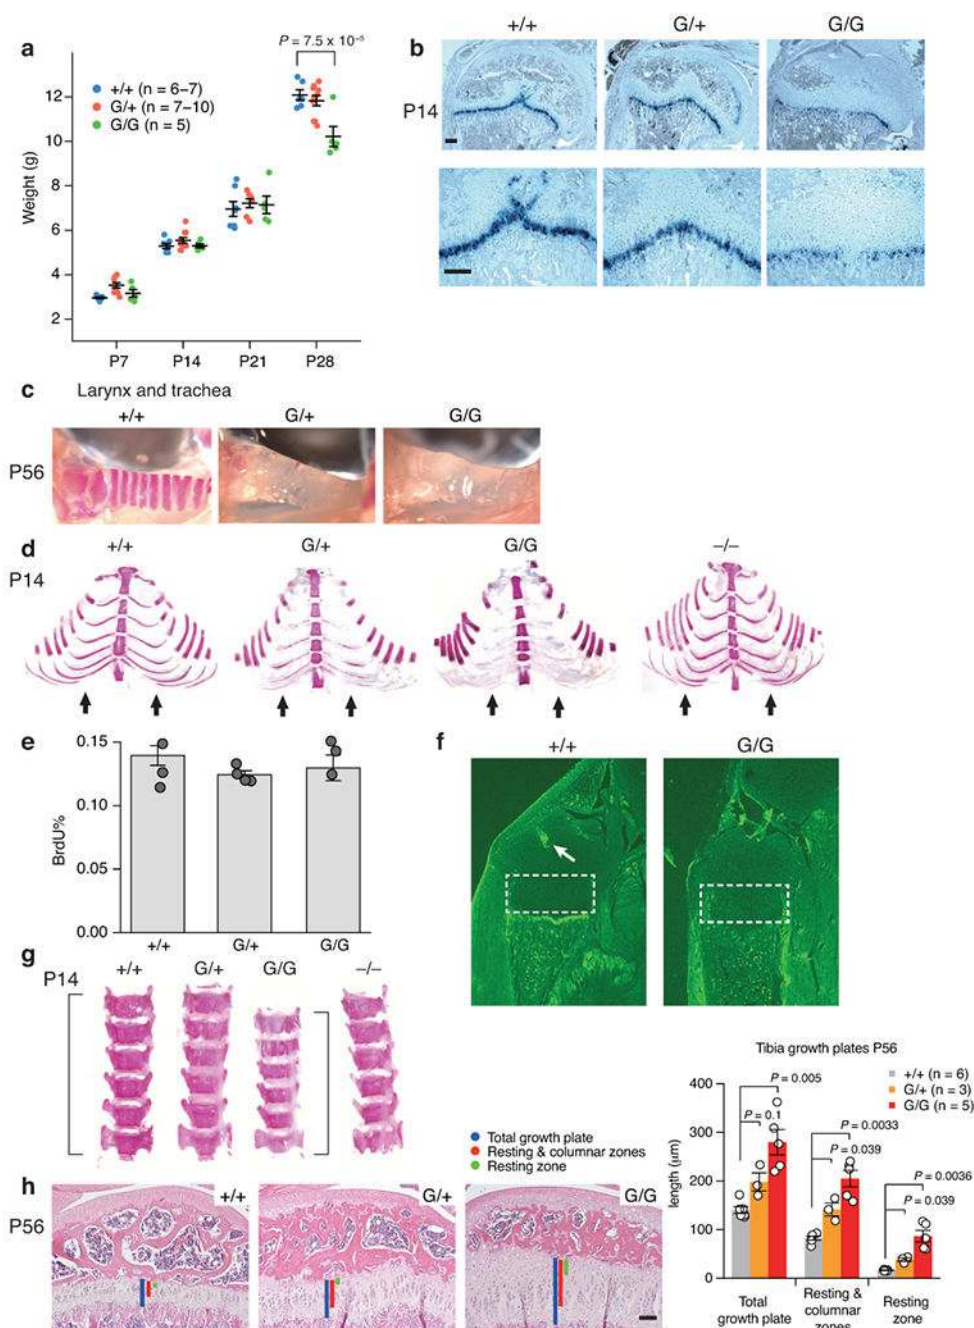 a
P = 7.5 x 10⁻⁵
+/+ (n = 6–7)
G/+ (n = 7–10)
G/G (n = 5)
Weight (g)
12
10
8
6
4
2
P7 P14 P21 P28
b
+/+ G/+ G/G
P14
c Larynx and trachea
+/+ G/+ G/G
P56
d
+/+ G/+ G/G –/–
P14
e
BrdU%
0.15
0.10
0.05
0.00
+/+ G/+ G/G
f
+/+ G/G
g
P14 +/+ G/+ G/G –/–
Total growth plate
Resting & columnar zones
Resting zone
h
P56
+/+ G/+ G/G
Tibia growth plates P56
+/+ (n = 6)
G/+ (n = 3)
G/G (n = 5)
P = 0.005
P = 0.1
P = 0.0033
P = 0.039
P = 0.0036
P = 0.039
length (μm)
400
300
200
100
0
Total growth plate
Resting & columnar zones
Resting zone